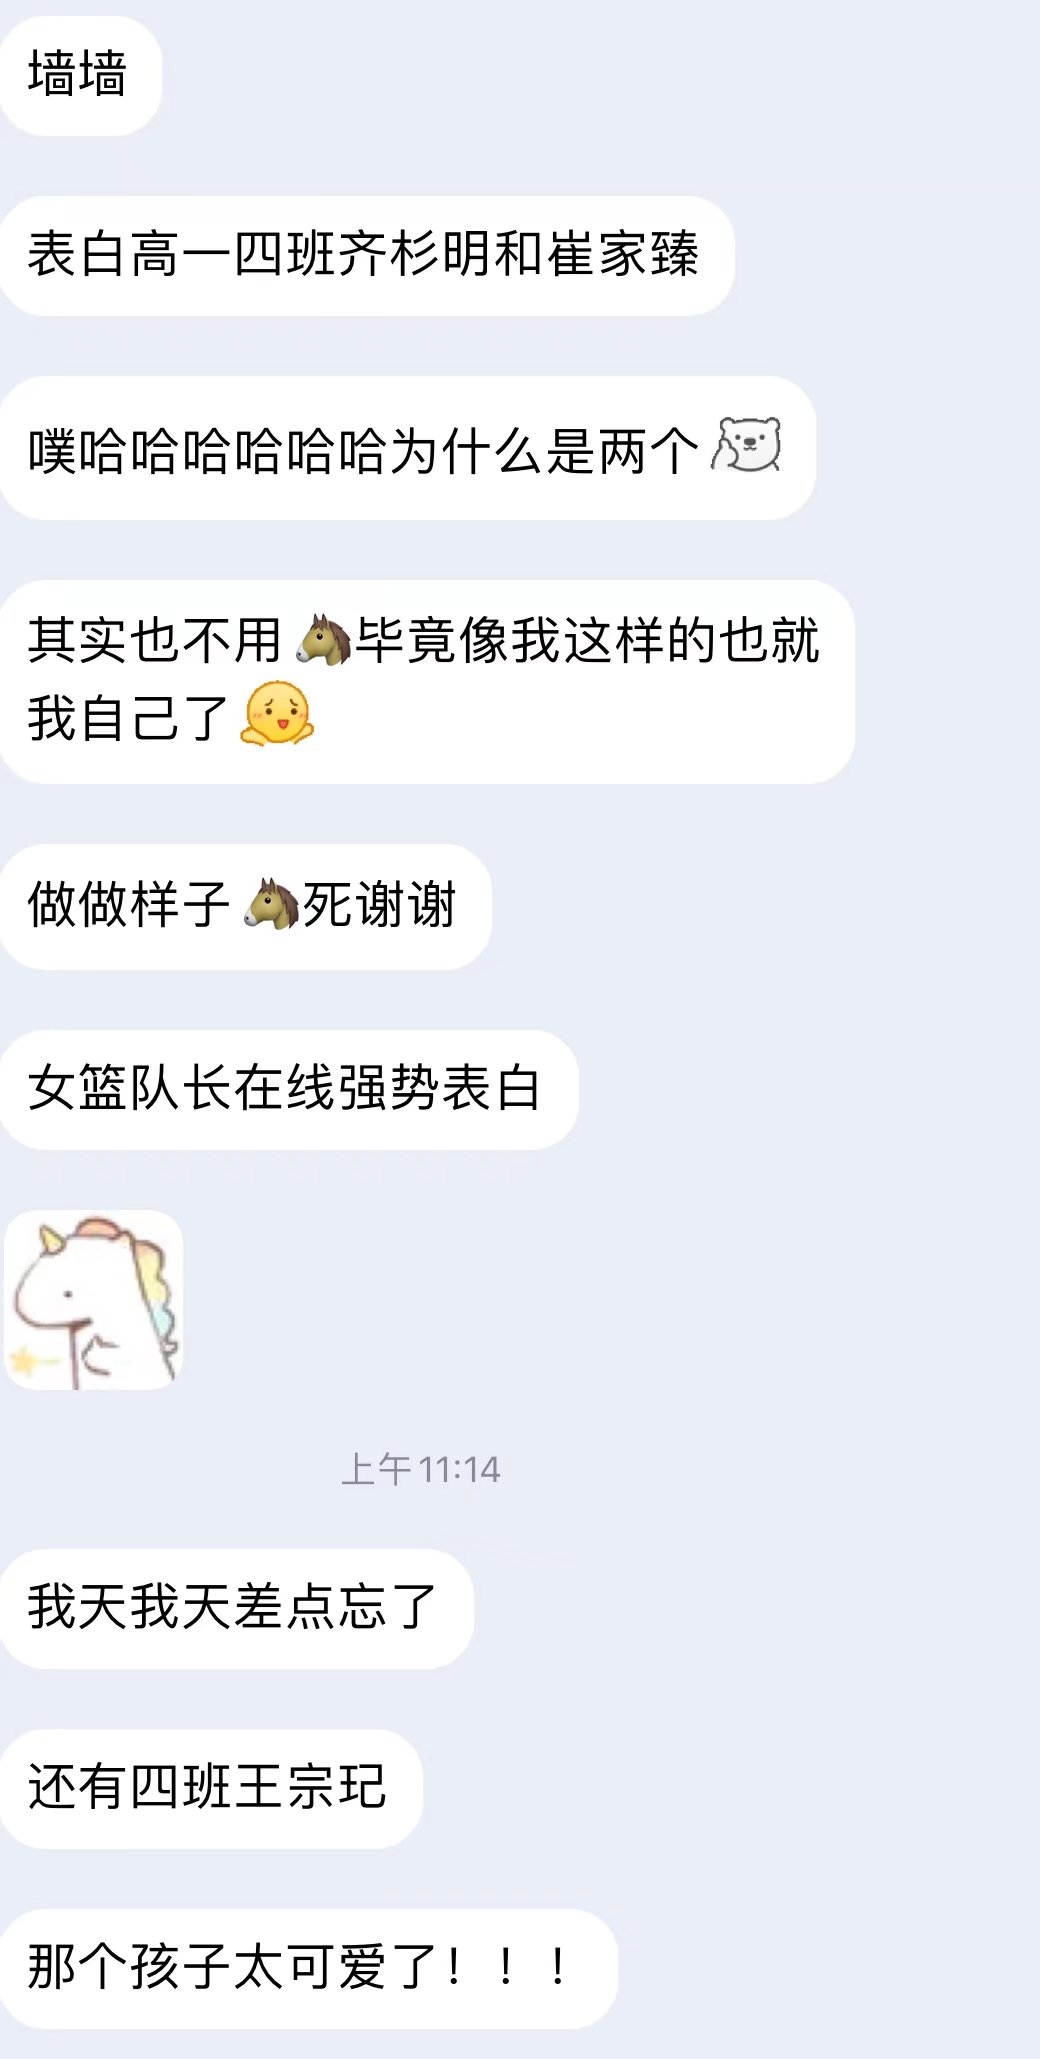 墙墙
表白高一四班齐杉明和崔家臻
噗哈哈哈哈哈哈为什么是两个
其实也不用🐴毕竟像我这样的也就
我自己了
做做样子🐴死谢谢
女篮队长在线强势表白
上午11:14
我天我天差点忘了
还有四班王宗玘
那个孩子太可爱了！！！